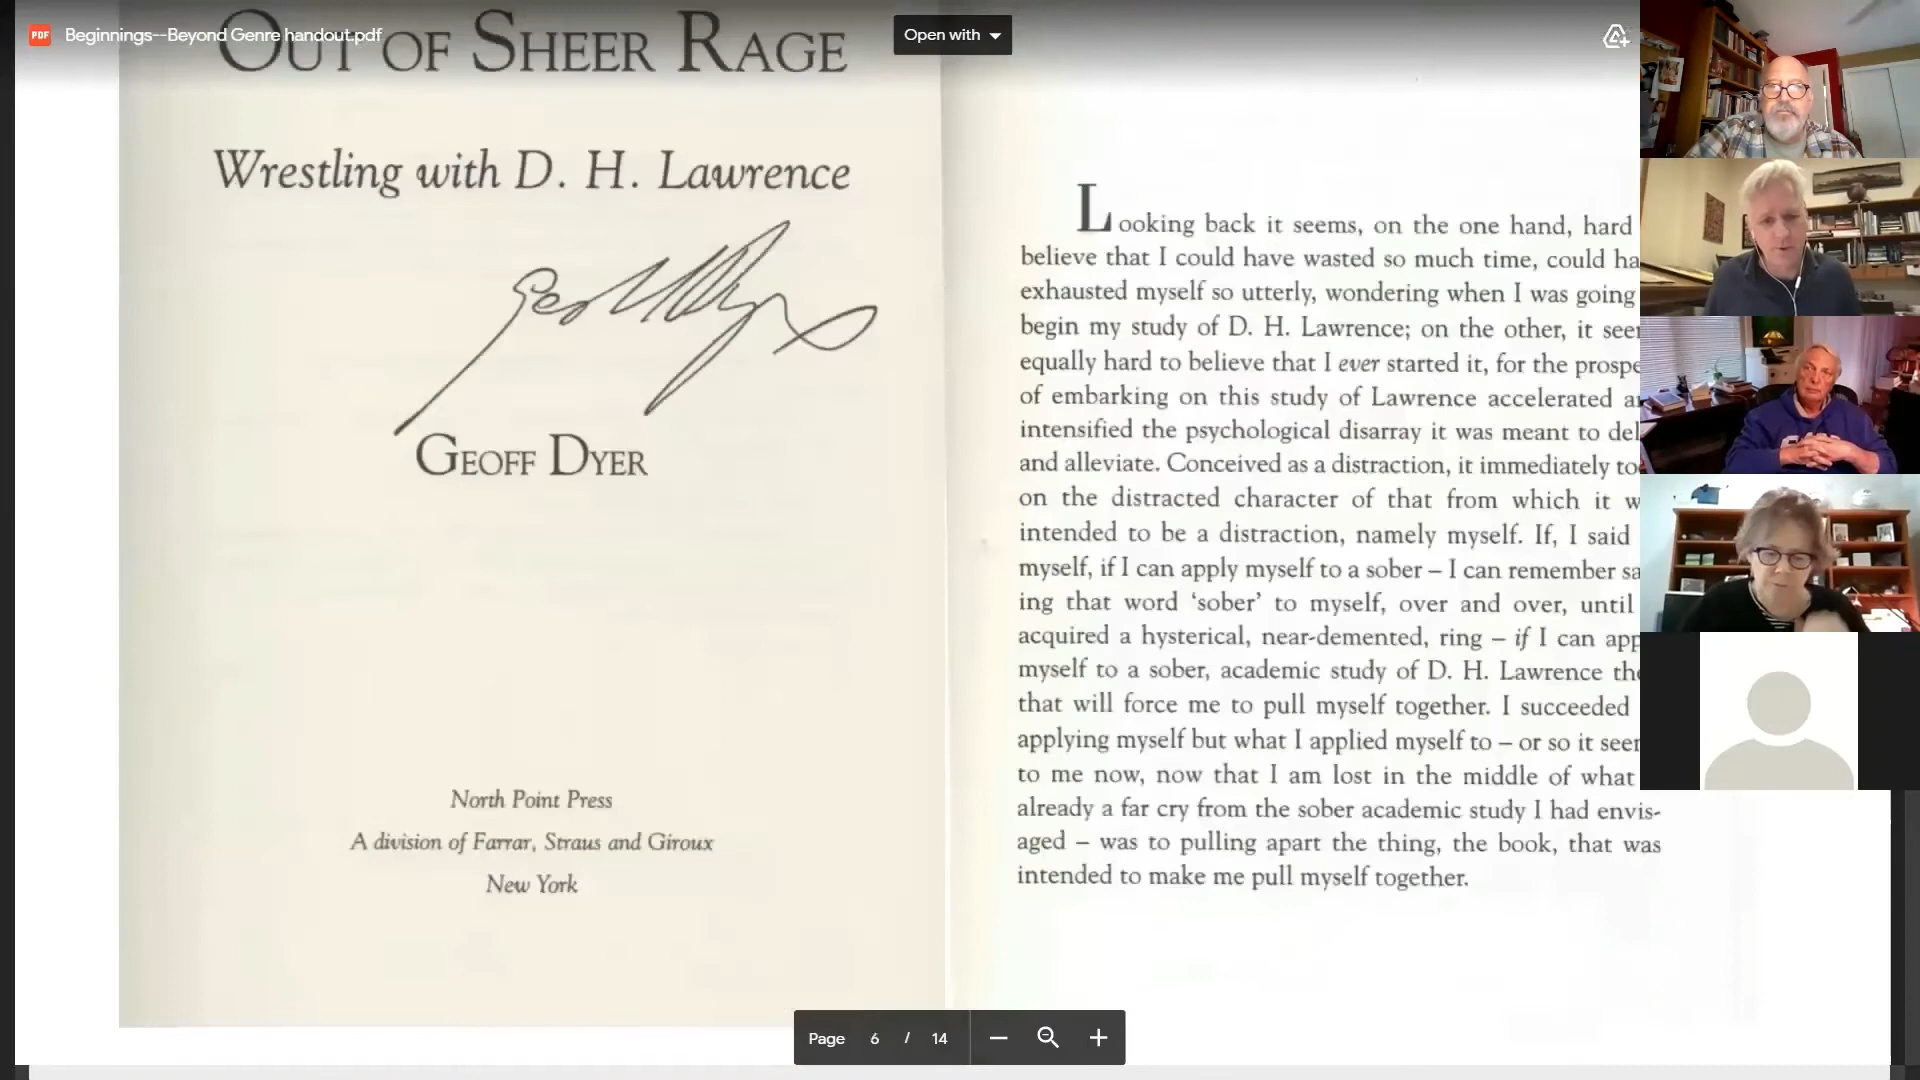 Beginnings--Beyond Genre handout.pdf
Open with
OUT OF SHEER RAGE
Wrestling with D. H. Lawrence
Geoff Dyer
GEOFF DYER
North Point Press
A division of Farrar, Straus and Giroux
New York
Looking back it seems, on the one hand, hard
believe that I could have wasted so much time, could ha
exhausted myself so utterly, wondering when I was going
begin my study of D. H. Lawrence; on the other, it see
equally hard to believe that I ever started it, for the prospe
of embarking on this study of Lawrence accelerated a
intensified the psychological disarray it was meant to del
and alleviate. Conceived as a distraction, it immediately to
on the distracted character of that from which it w
intended to be a distraction, namely myself. If, I said
myself, if I can apply myself to a sober – I can remember sa
ing that word ‘sober’ to myself, over and over, until
acquired a hysterical, near-demented, ring – if I can app
myself to a sober, academic study of D. H. Lawrence the
that will force me to pull myself together. I succeeded
applying myself but what I applied myself to – or so it see
to me now, now that I am lost in the middle of what
already a far cry from the sober academic study I had envis-
aged – was to pulling apart the thing, the book, that was
intended to make me pull myself together.
Page 6 / 14